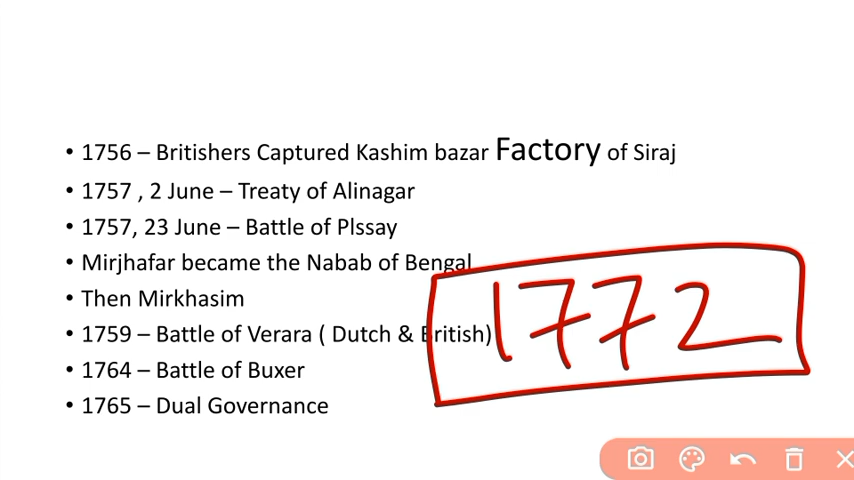 • 1756 – Britishers Captured Kashim bazar Factory of Siraj
• 1757 , 2 June – Treaty of Alinagar
• 1757, 23 June – Battle of Plssay
• Mirjhafar became the Nabab of Bengal
• Then Mirkhasim
1772
• 1759 – Battle of Verara ( Dutch & British)
• 1764 – Battle of Buxer
• 1765 – Dual Governance